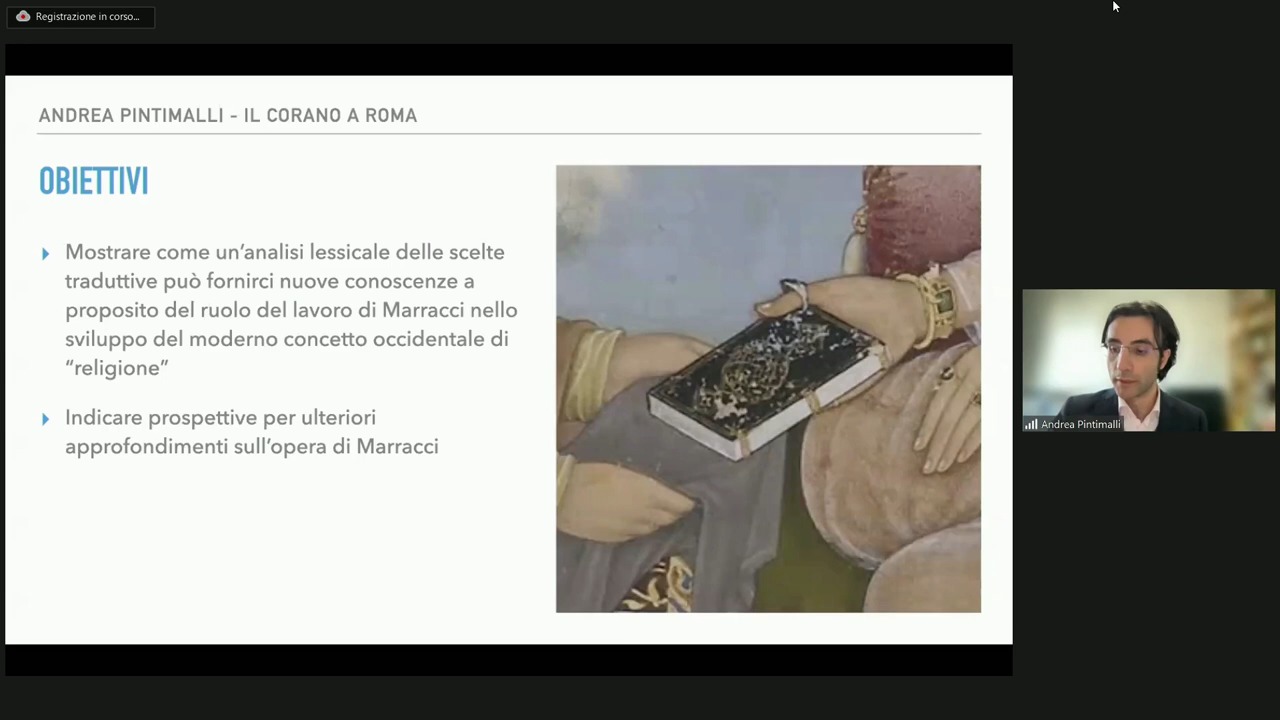 Registrazione in corso...
ANDREA PINTIMALLI - IL CORANO A ROMA
OBIETTIVI
Mostrare come un’analisi lessicale delle scelte
traduttive può fornirci nuove conoscenze a
proposito del ruolo del lavoro di Marracci nello
sviluppo del moderno concetto occidentale di
“religione”
Indicare prospettive per ulteriori
approfondimenti sull’opera di Marracci
Andrea Pintimalli